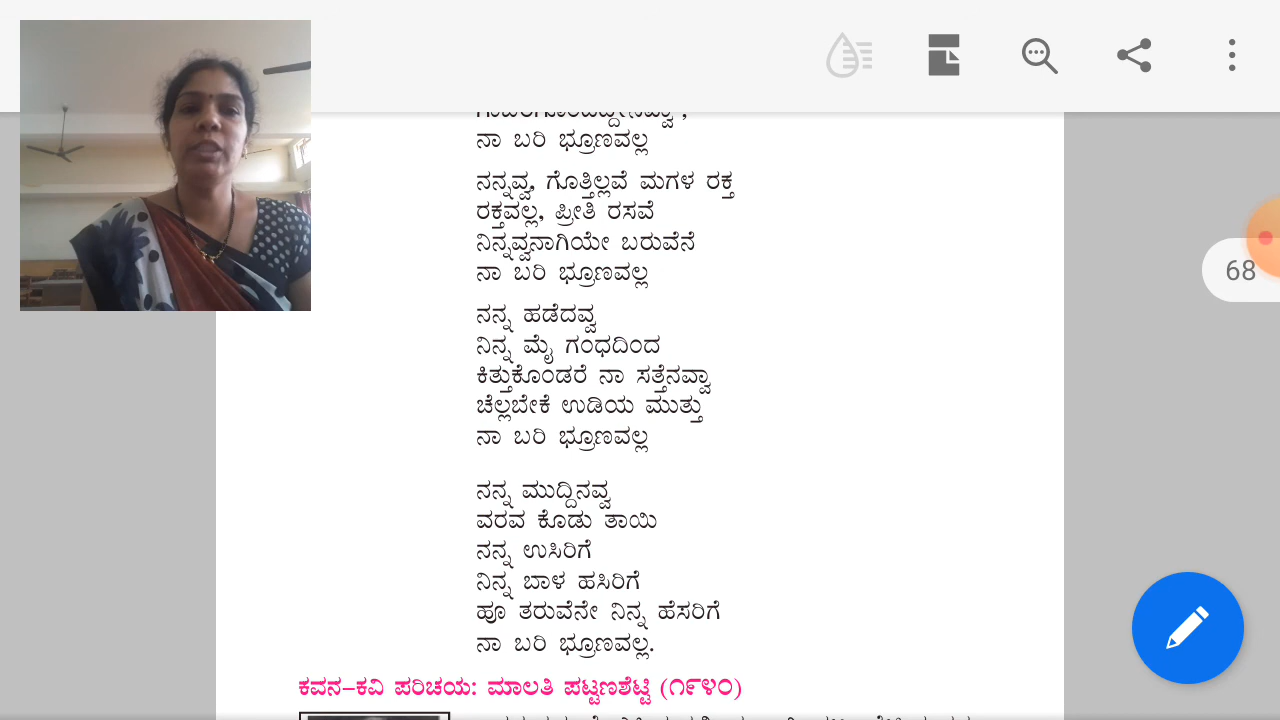 ನಾ ಬರಿ ಭ್ರೂಣವಲ್ಲ
ನನ್ನವ್ವ, ಗೊತ್ತಿಲ್ಲವೆ ಮಗಳ ರಕ್ತ
ರಕ್ತವಲ್ಲ, ಪ್ರೀತಿ ರಸವೆ
ನಿನ್ನವ್ವನಾಗಿಯೇ ಬರುವೆನೆ
ನಾ ಬರಿ ಭ್ರೂಣವಲ್ಲ
68
ನನ್ನ ಹಡೆದವ್ವ
ನಿನ್ನ ಮೈ ಗಂಧದಿಂದ
ಕಿತ್ತುಕೊಂಡರೆ ನಾ ಸತ್ತೆನವ್ವಾ
ಚೆಲ್ಲಬೇಕೆ ಉಡಿಯ ಮುತ್ತು
ನಾ ಬರಿ ಭ್ರೂಣವಲ್ಲ
ನನ್ನ ಮುದ್ದಿನವ್ವ
ವರವ ಕೊಡು ತಾಯಿ
ನನ್ನ ಉಸಿರಿಗೆ
ನಿನ್ನ ಬಾಳ ಹಸಿರಿಗೆ
ಹೂ ತರುವೆನೇ ನಿನ್ನ ಹೆಸರಿಗೆ
ನಾ ಬರಿ ಭ್ರೂಣವಲ್ಲ.
ಕವನ-ಕವಿ ಪರಿಚಯ: ಮಾಲತಿ ಪಟ್ಟಣಶೆಟ್ಟಿ (೧೯೪೦)